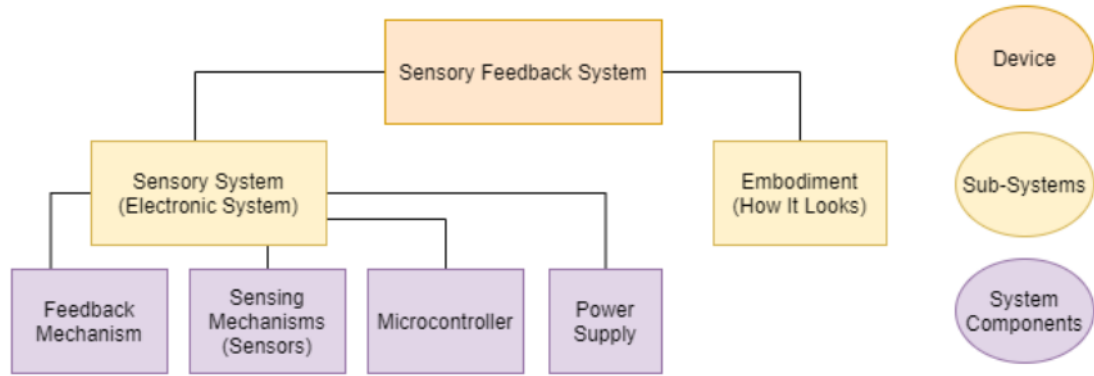 Sensory Feedback System
Device
Sensory System
(Electronic System)
Embodiment
(How It Looks)
Sub-Systems
Feedback
Mechanism
Sensing
Mechanisms
(Sensors)
Microcontroller
Power
Supply
System
Components